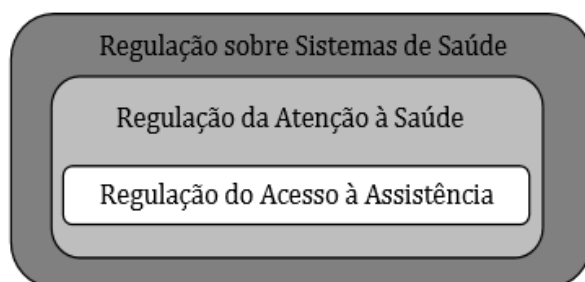 Regulação sobre Sistemas de Saúde
Regulação da Atenção à Saúde
Regulação do Acesso à Assistência